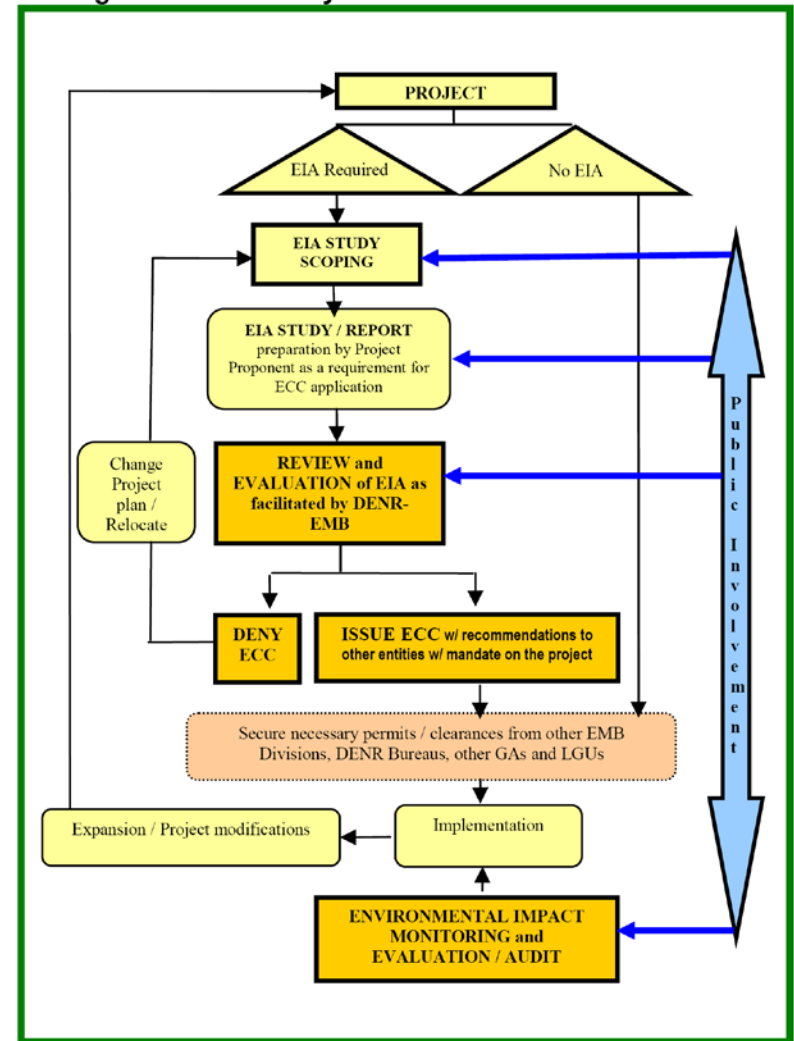 PROJECT
EIA Required
No EIA
EIA STUDY
SCOPING
EIA STUDY / REPORT
preparation by Project
Proponent as a requirement for
ECC application
Change
Project
plan /
Relocate
REVIEW and
EVALUATION of EIA as
facilitated by DENR-
EMB
DENY
ECC
ISSUE ECC w/ recommendations to
other entities w/ mandate on the project
Secure necessary permits / clearances from other EMB
Divisions, DENR Bureaus, other GAs and LGUs
Expansion / Project modifications
Implementation
ENVIRONMENTAL IMPACT
MONITORING and
EVALUATION / AUDIT
Public Involvement